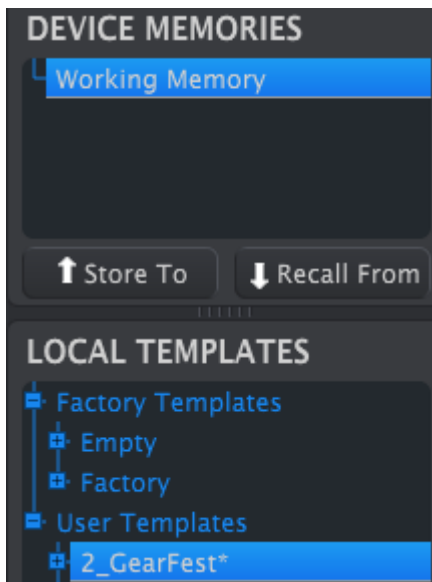 DEVICE MEMORIES
Working Memory
Store To
Recall From
LOCAL TEMPLATES
Factory Templates
Empty
Factory
User Templates
2_GearFest*